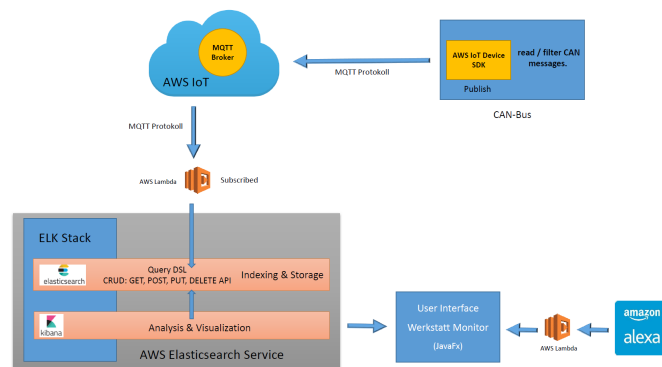 MQTT
Broker
AWS IoT
MQTT Protokoll
AWS IoT Device
SDK
read / filter CAN
messages.
Publish
CAN-Bus
MQTT Protokoll
AWS Lambda
Subscribed
ELK Stack
elasticsearch
Query DSL
CRUD: GET, POST, PUT, DELETE API
Indexing & Storage
kibana
Analysis & Visualization
AWS Elasticsearch Service
User Interface
Werkstatt Monitor
(JavaFx)
AWS Lambda
amazon
alexa